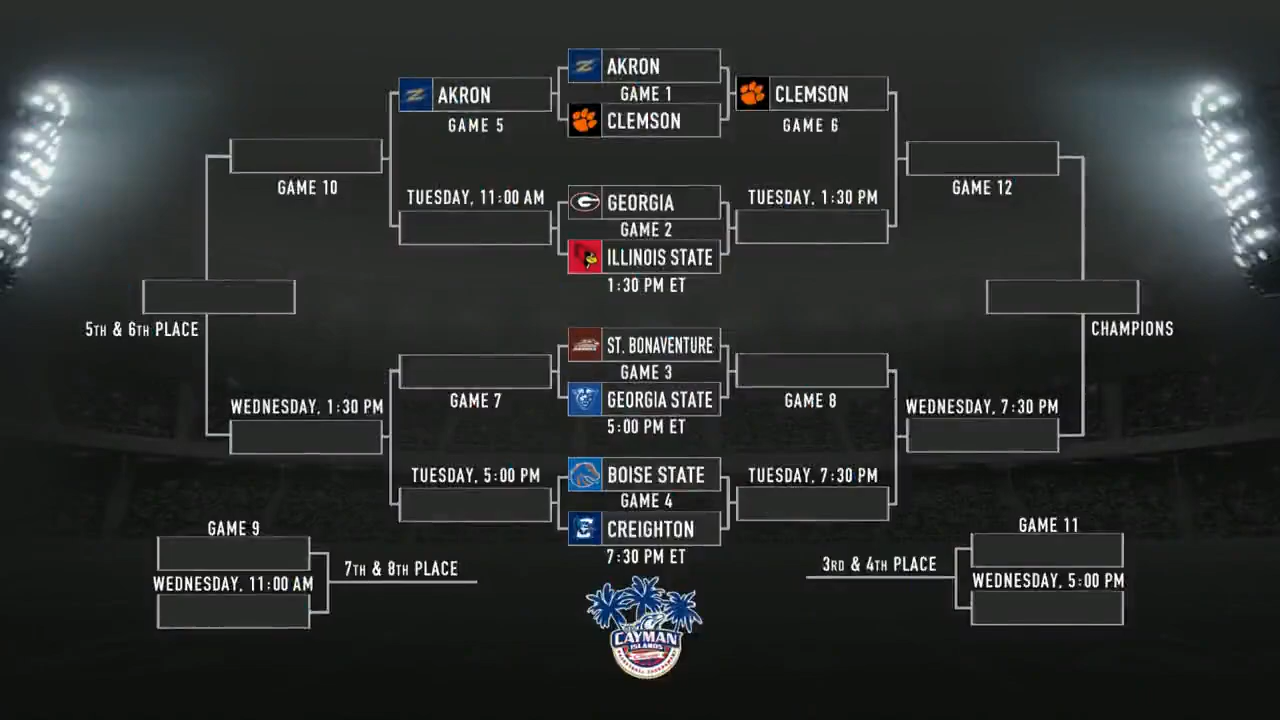 AKRON
AKRON
GAME 1
CLEMSON
CLEMSON
GAME 5
GAME 6
GAME 10
GAME 12
TUESDAY, 11:00 AM
GEORGIA
TUESDAY, 1:30 PM
GAME 2
ILLINOIS STATE
1:30 PM ET
5TH & 6TH PLACE
CHAMPIONS
ST. BONAVENTURE
GAME 3
GEORGIA STATE
5:00 PM ET
GAME 7
GAME 8
WEDNESDAY, 1:30 PM
WEDNESDAY, 7:30 PM
TUESDAY, 5:00 PM
BOISE STATE
TUESDAY, 7:30 PM
GAME 4
CREIGHTON
7:30 PM ET
GAME 9
WEDNESDAY, 11:00 AM
7TH & 8TH PLACE
3RD & 4TH PLACE
GAME 11
WEDNESDAY, 5:00 PM
CAYMAN
ISLANDS